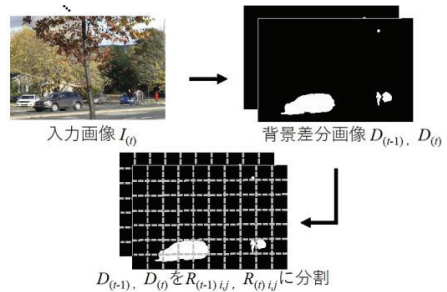 入力画像 I(t)
背景差分画像 D(t-1), D(t)
D(t-1), D(t)をR(t-1) i,j, R(t) i,jに分割